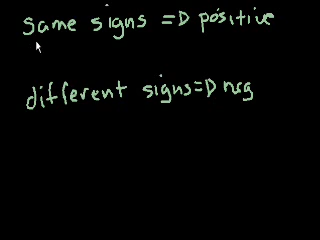 same signs => positive
different signs => neg